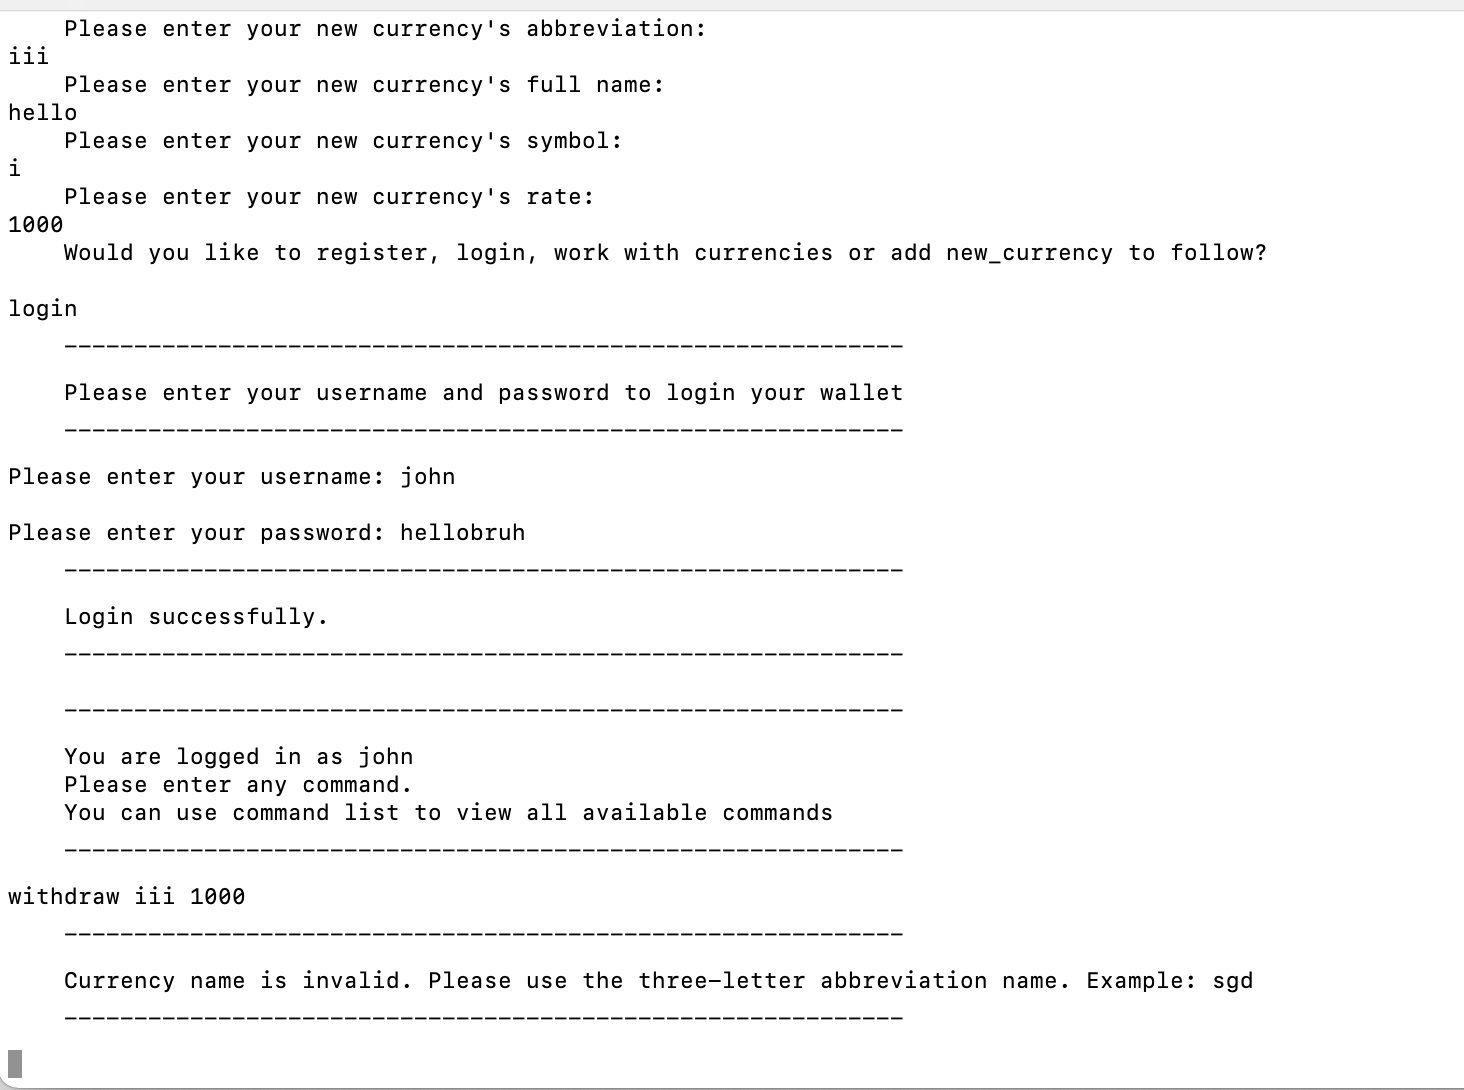 Please enter your new currency's abbreviation:
iii
Please enter your new currency's full name:
hello
Please enter your new currency's symbol:
i
Please enter your new currency's rate:
1000
Would you like to register, login, work with currencies or add new_currency to follow?
login
____________________________________________________________
Please enter your username and password to login your wallet
____________________________________________________________
Please enter your username: john
Please enter your password: hellobruh
____________________________________________________________
Login successfully.
____________________________________________________________
____________________________________________________________
You are logged in as john
Please enter any command.
You can use command list to view all available commands
____________________________________________________________
withdraw iii 1000
____________________________________________________________
Currency name is invalid. Please use the three-letter abbreviation name. Example: sgd
____________________________________________________________